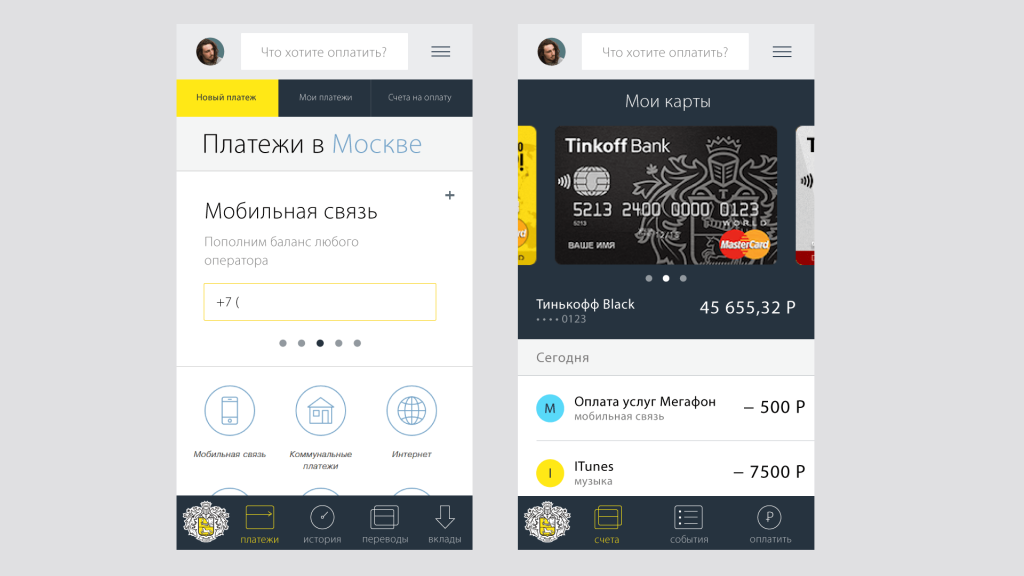 Что хотите оплатить?
Новый платеж
Мои платежи
Счета на оплату
Платежи в Москве
+
Мобильная связь
Пополним баланс любого
оператора
+7 (
Мобильная связь
Коммунальные
платежи
Интернет
платежи
история
переводы
вклады
Что хотите оплатить?
Мои карты
Tinkoff Bank
5213 2400 0000 0123
5213
WORLD
ВАШЕ ИМЯ
MasterCard
Тинькофф Black
45 655,32 Р
•••• 0123
Сегодня
М
Оплата услуг Мегафон
мобильная связь
– 500 Р
I
ITunes
музыка
– 7500 Р
счета
события
оплатить